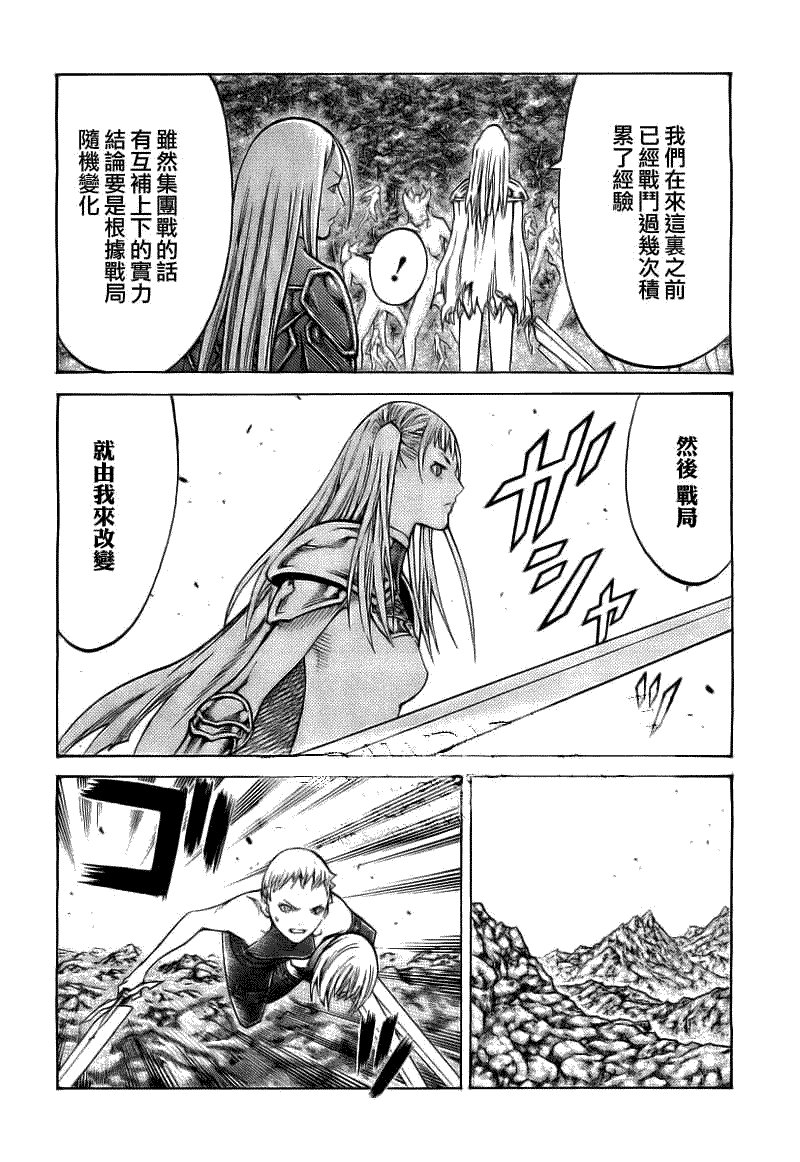 我們在來這裏之前
已經戰鬥過幾次積
累了經驗
！
雖然集團戰的話
有互補上下的實力
結論要是根據戰局
隨機變化
然後 戰局
ガシャ
就由我來改變
ゴ